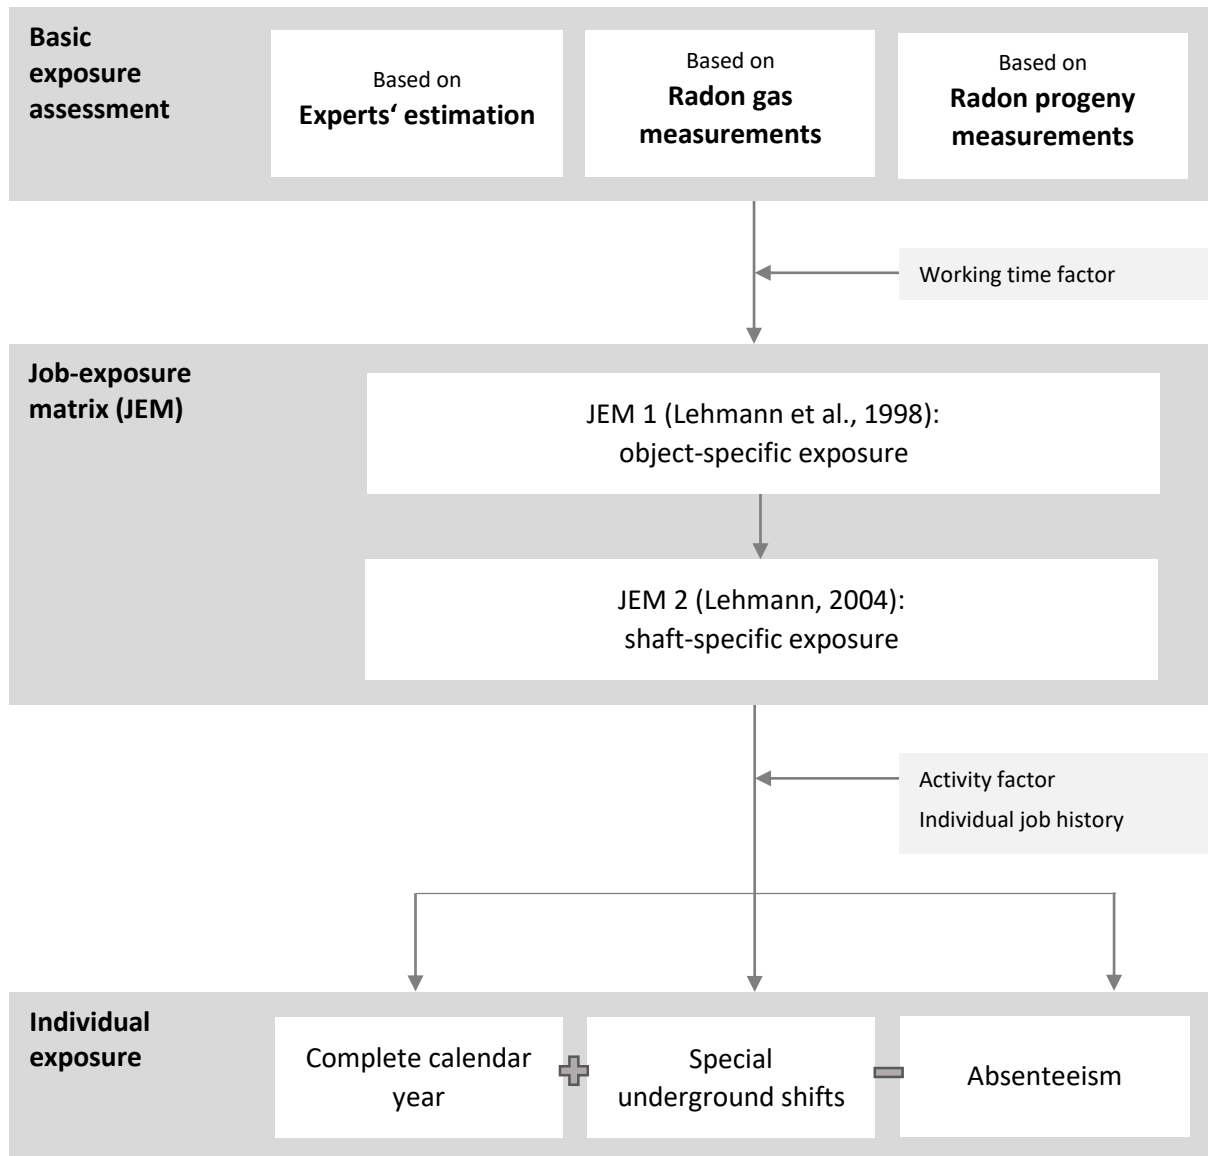 Basic
exposure
assessment
Based on
Experts‘ estimation
Based on
Radon gas
measurements
Based on
Radon progeny
measurements
Working time factor
Job-exposure
matrix (JEM)
JEM 1 (Lehmann et al., 1998):
object-specific exposure
JEM 2 (Lehmann, 2004):
shaft-specific exposure
Activity factor
Individual job history
Individual
exposure
Complete calendar
year
Special
underground shifts
Absenteeism